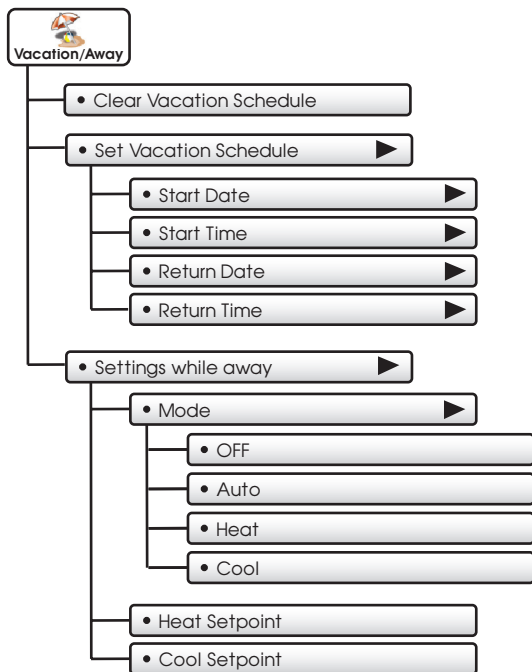 Vacation/Away
• Clear Vacation Schedule
• Set Vacation Schedule
• Start Date
• Start Time
• Return Date
• Return Time
• Settings while away
• Mode
• OFF
• Auto
• Heat
• Cool
• Heat Setpoint
• Cool Setpoint